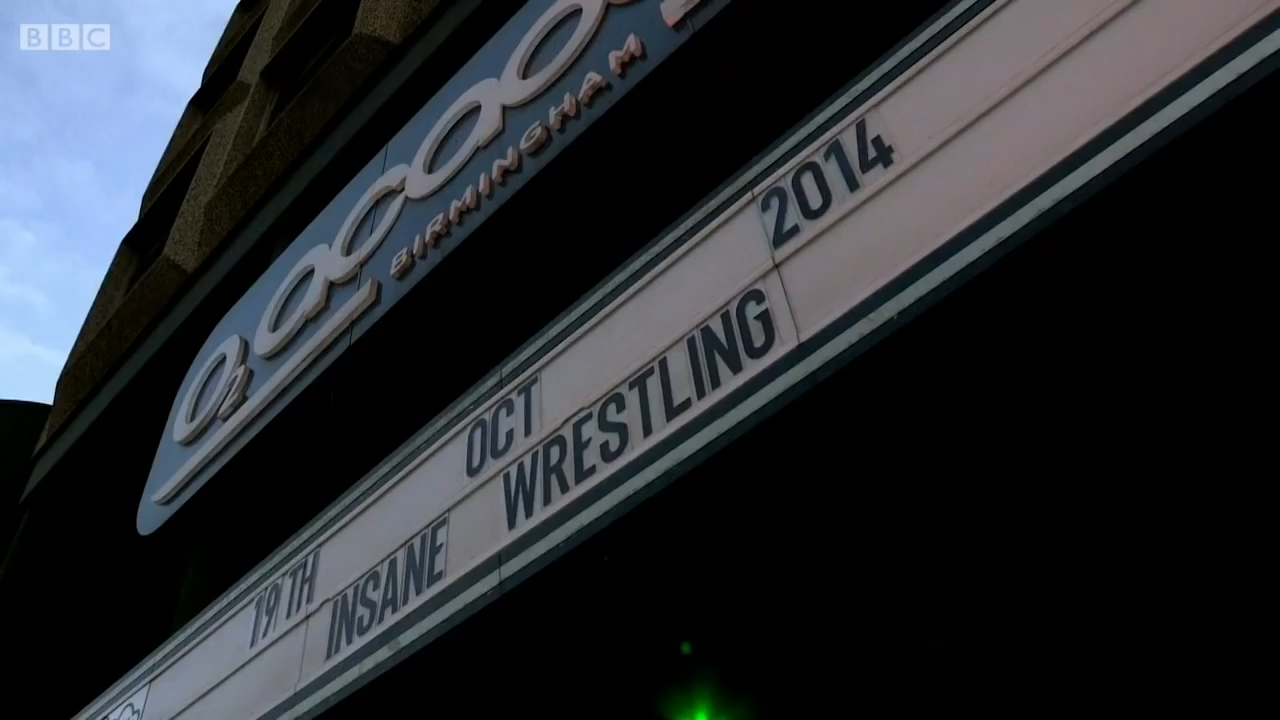 BBC
O2 academy
BIRMINGHAM
19TH OCT 2014
INSANE WRESTLING